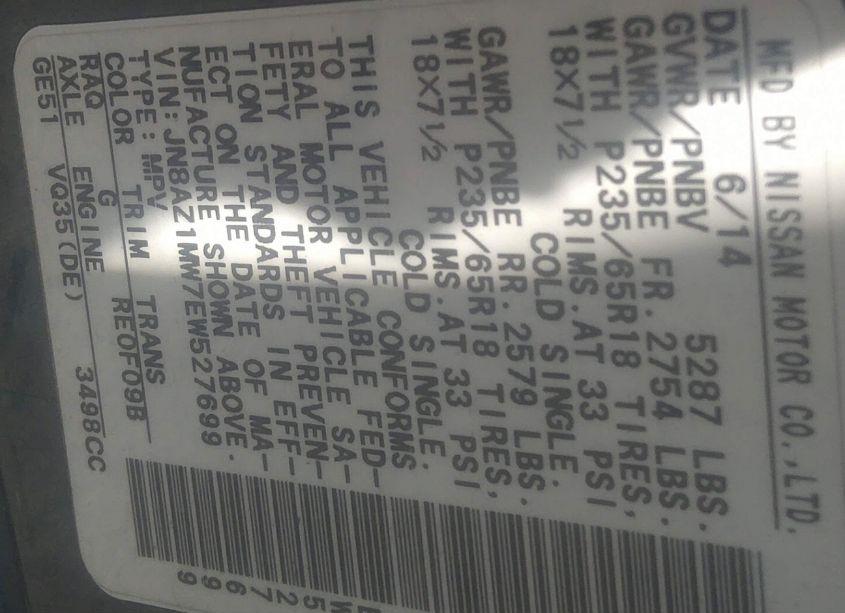 MFD BY NISSAN MOTOR CO.,LTD.
DATE 6/14
GVWR/PNBV 5287 LBS.
GAWR/PNBE FR. 2754 LBS.
WITH P235/65R18 TIRES,
18X7 1/2 RIMS.AT 33 PSI
COLD SINGLE.
GAWR/PNBE RR. 2579 LBS.
WITH P235/65R18 TIRES,
18X7 1/2 RIMS.AT 33 PSI
COLD SINGLE.
THIS VEHICLE CONFORMS
TO ALL APPLICABLE FED-
ERAL MOTOR VEHICLE SA-
FETY AND THEFT PREVEN-
TION STANDARDS IN EFF-
ECT ON THE DATE OF MA-
NUFACTURE SHOWN ABOVE.
VIN:JN8AZ1MW7EW527699
TYPE: MPV
COLOR TRIM TRANS
RAQ G RE0F09B
AXLE ENGINE
GE51 VQ35(DE) 3498CC
W527699